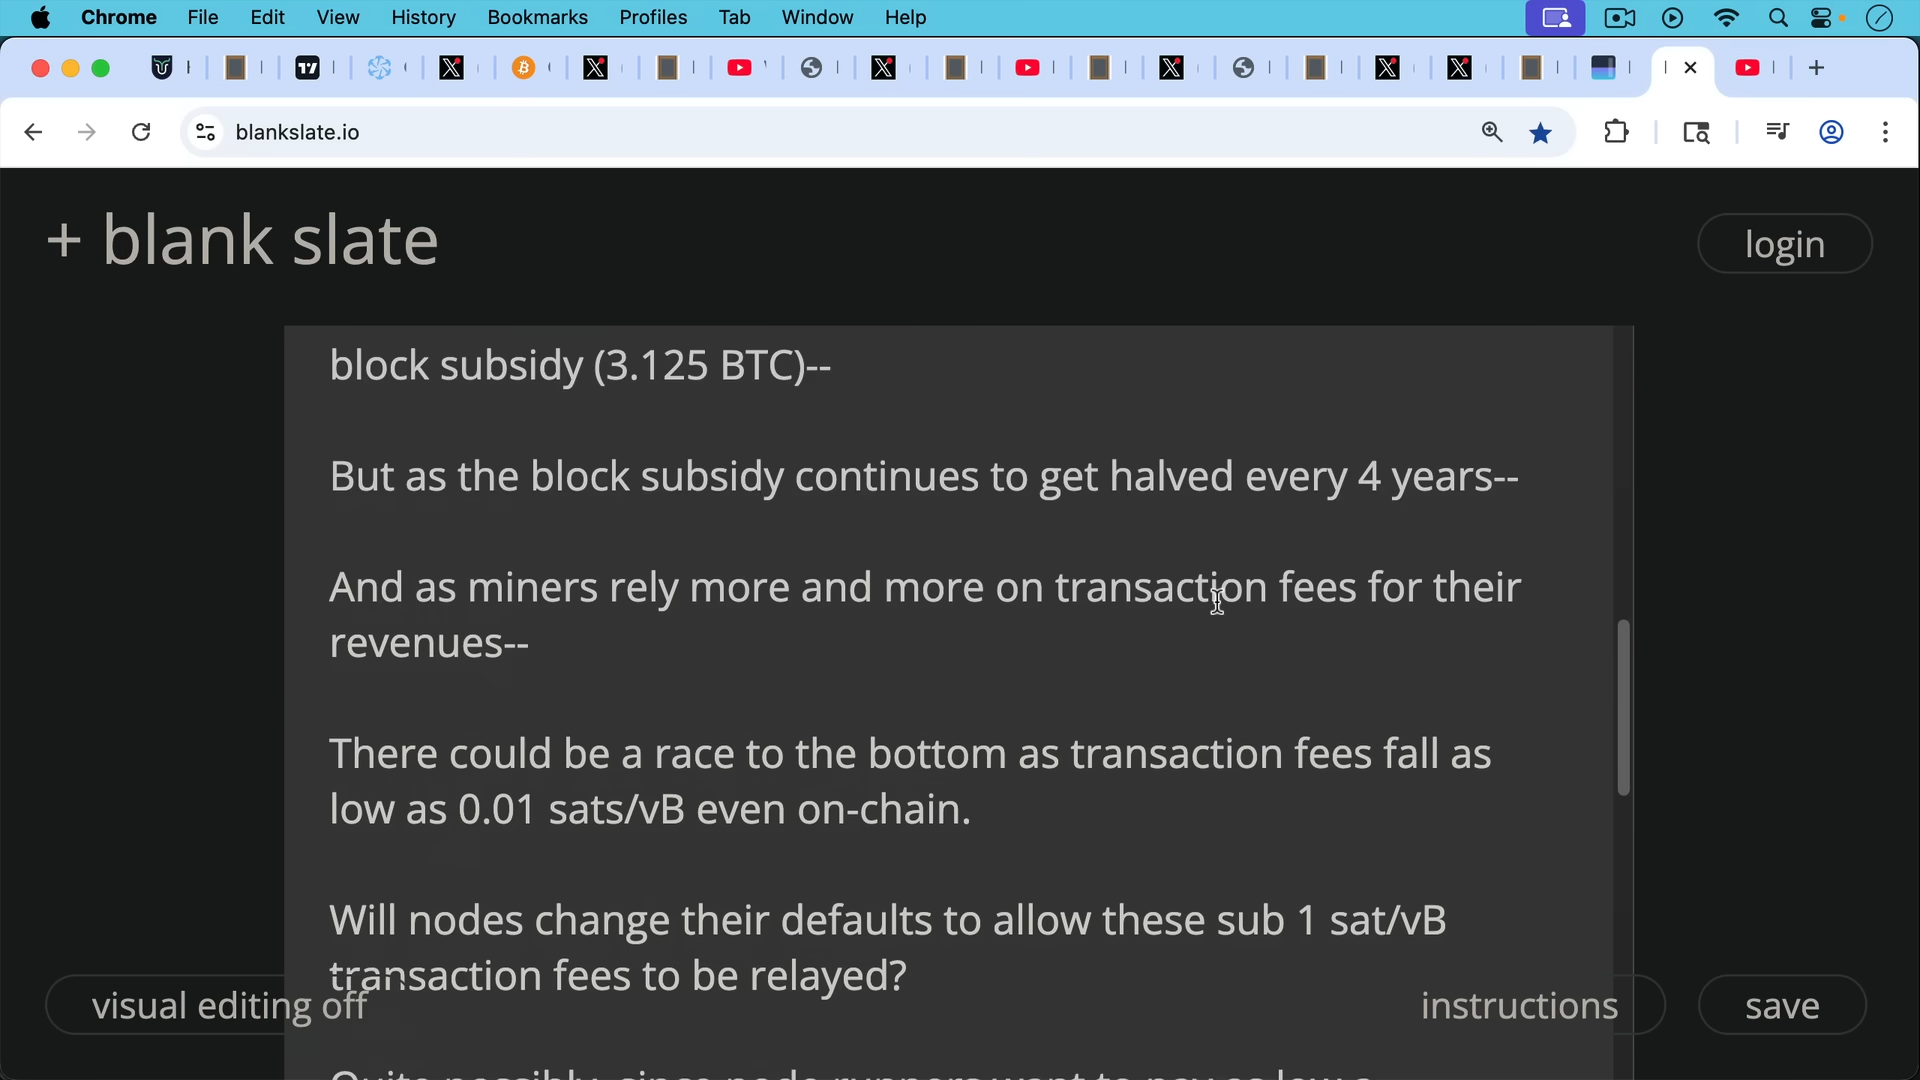 Chrome File Edit View History Bookmarks Profiles Tab Window Help
blankslate.io
+ blank slate
login
block subsidy (3.125 BTC)--
But as the block subsidy continues to get halved every 4 years--
And as miners rely more and more on transaction fees for their
revenues--
There could be a race to the bottom as transaction fees fall as
low as 0.01 sats/vB even on-chain.
Will nodes change their defaults to allow these sub 1 sat/vB
transaction fees to be relayed?
visual editing off
instructions
save